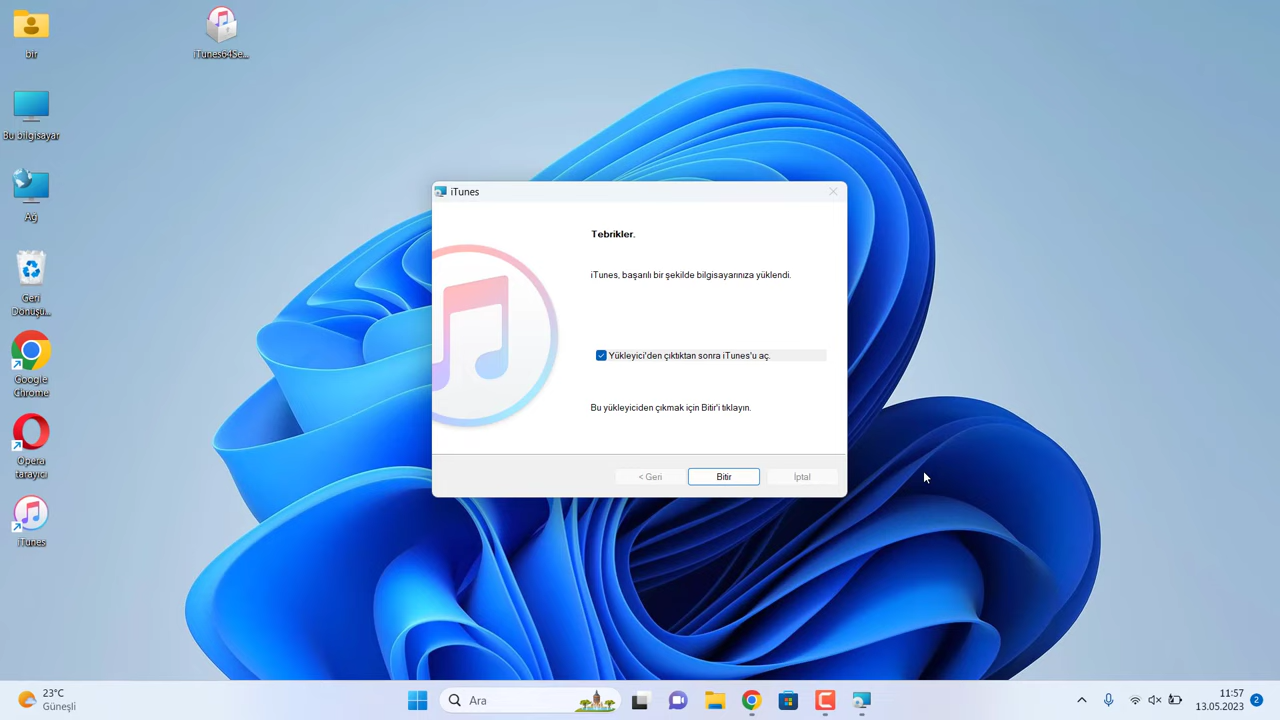 bir
iTunes64Se...
Bu bilgisayar
Ağ
Geri
Dönüşü...
Google
Chrome
Opera
tarayıcı
iTunes
iTunes
Tebrikler.
iTunes, başarılı bir şekilde bilgisayarınıza yüklendi.
Yükleyici'den çıktıktan sonra iTunes'u aç.
Bu yükleyiciden çıkmak için Bitir'i tıklayın.
< Geri
Bitir
İptal
23°C
Güneşli
Ara
11:57
13.05.2023
2